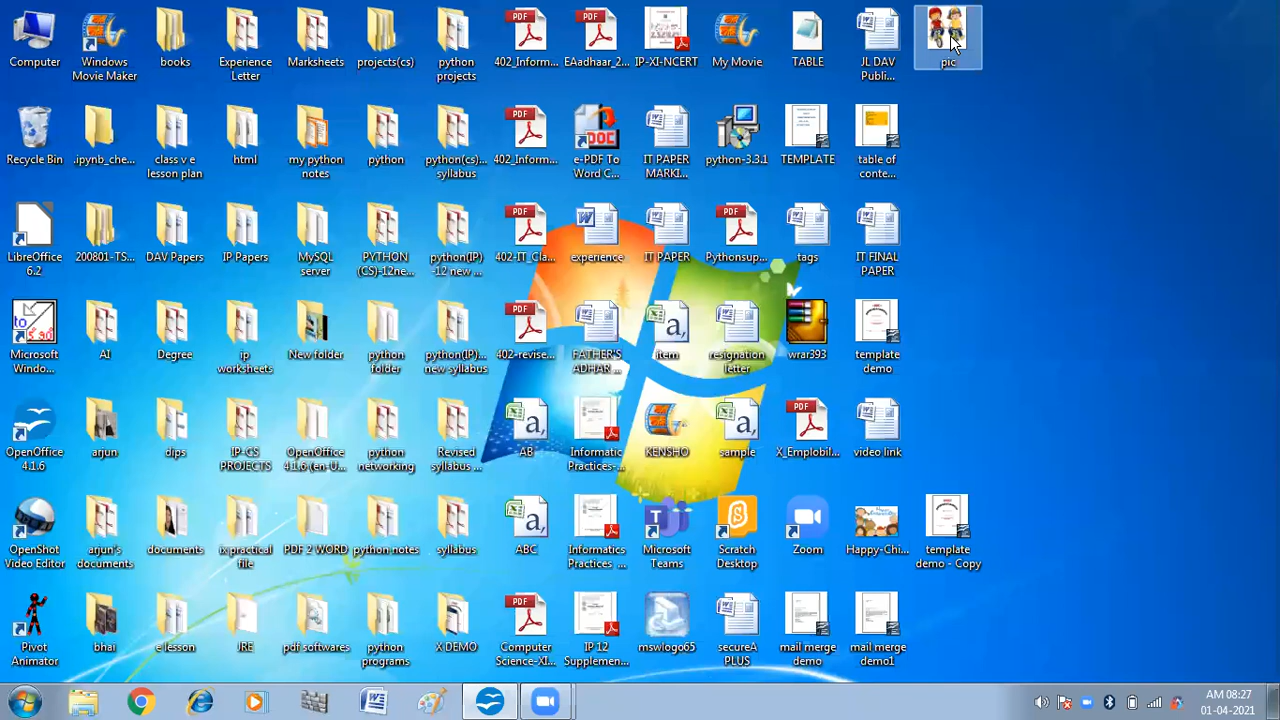 Computer
Windows
Movie Maker
books
Experience
Letter
Marksheets
projects(cs)
python
projects
402_Inform...
EAadhaar_2...
IP-XI-NCERT
My Movie
TABLE
JL DAV
Publi...
pic
Recycle Bin
.ipynb_che...
class v e
lesson plan
html
my python
notes
python
python(cs)...
syllabus
402_Inform...
e-PDF To
Word C...
IT PAPER
MARKI...
python-3.3.1
TEMPLATE
table of
conte...
LibreOffice
6.2
200801-TS...
DAV Papers
IP Papers
MySQL
server
PYTHON
(CS)-12ne...
python(IP)
-12 new ...
402-IT_Cla...
experience
IT PAPER
Pythonsup...
tags
IT FINAL
PAPER
Microsoft
Windo...
AI
Degree
ip
worksheets
New folder
python
folder
python(IP)...
new syllabus
402-revise...
FATHER'S
ADHAR ...
item
resignation
letter
wrar393
template
demo
OpenOffice
4.1.6
arjun
dips
IP-CS
PROJECTS
OpenOffice
4.1.6 (en-...
python
networking
Revised
syllabus ...
AB
Informatic
Practices-...
KENSHO
sample
X_Emplobil...
video link
OpenShot
Video Editor
arjun's
documents
documents
ip practical
file
PDF 2 WORD
python notes
syllabus
ABC
Informatics
Practices ...
Microsoft
Teams
Scratch
Desktop
Zoom
Happy-Chi...
template
demo - Copy
Pivot
Animator
bhai
e lesson
JRE
pdf softwares
python
programs
X DEMO
Computer
Science-XI...
IP 12
Supplemen...
mswlogo65
secureA
PLUS
mail merge
demo
mail merge
demo1
AM 08:27
01-04-2021